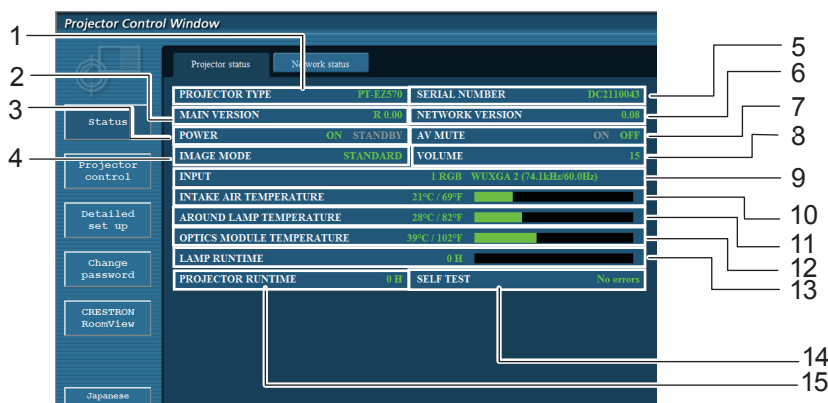 Projector Control Window
Projector status
Network status
PROJECTOR TYPE PT-EZ570
SERIAL NUMBER DC2110043
MAIN VERSION R 0.00
NETWORK VERSION 0.08
POWER ON STANDBY
AV MUTE ON OFF
IMAGE MODE STANDARD
VOLUME 15
INPUT 1 RGB WUXGA 2 (74.1kHz/60.0Hz)
INTAKE AIR TEMPERATURE 21°C / 69°F
AROUND LAMP TEMPERATURE 28°C / 82°F
OPTICS MODULE TEMPERATURE 39°C / 102°F
LAMP RUNTIME 0 H
PROJECTOR RUNTIME 0 H
SELF TEST No errors
Status
Projector
control
Detailed
set up
Change
password
CRESTRON
RoomView
Japanese
1
2
3
4
5
6
7
8
9
10
11
12
13
14
15